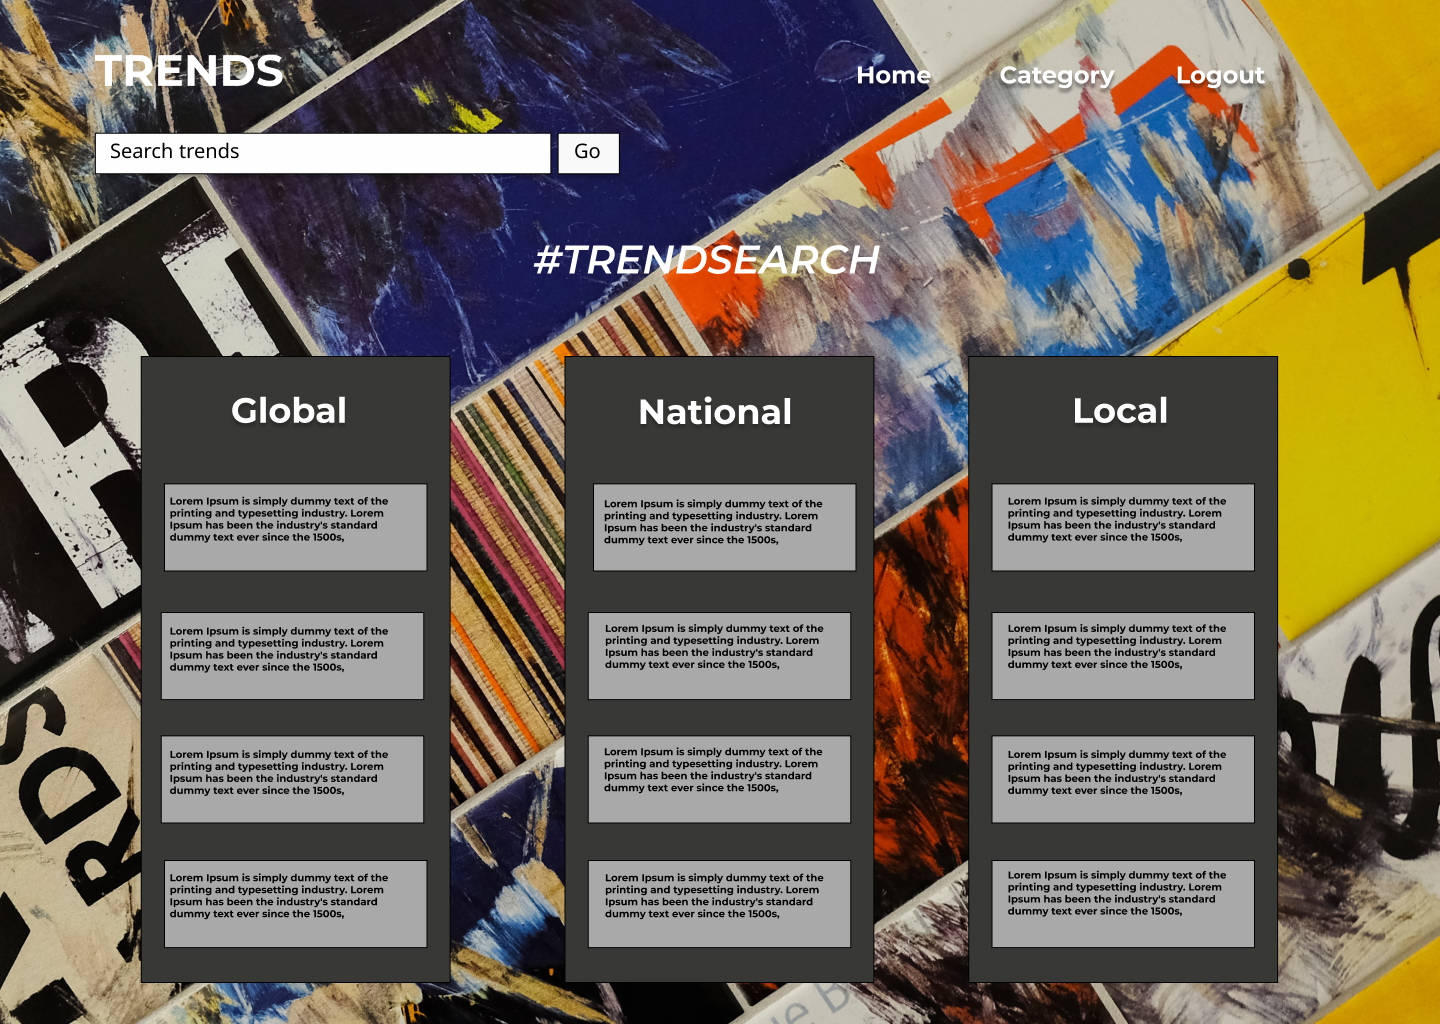 TRENDS
Home Category Logout
Search trends Go
#TRENDSEARCH
Global
Lorem Ipsum is simply dummy text of the
printing and typesetting industry. Lorem
Ipsum has been the industry's standard
dummy text ever since the 1500s,
Lorem Ipsum is simply dummy text of the
printing and typesetting industry. Lorem
Ipsum has been the industry's standard
dummy text ever since the 1500s,
Lorem Ipsum is simply dummy text of the
printing and typesetting industry. Lorem
Ipsum has been the industry's standard
dummy text ever since the 1500s,
Lorem Ipsum is simply dummy text of the
printing and typesetting industry. Lorem
Ipsum has been the industry's standard
dummy text ever since the 1500s,
National
Lorem Ipsum is simply dummy text of the
printing and typesetting industry. Lorem
Ipsum has been the industry's standard
dummy text ever since the 1500s,
Lorem Ipsum is simply dummy text of the
printing and typesetting industry. Lorem
Ipsum has been the industry's standard
dummy text ever since the 1500s,
Lorem Ipsum is simply dummy text of the
printing and typesetting industry. Lorem
Ipsum has been the industry's standard
dummy text ever since the 1500s,
Lorem Ipsum is simply dummy text of the
printing and typesetting industry. Lorem
Ipsum has been the industry's standard
dummy text ever since the 1500s,
Local
Lorem Ipsum is simply dummy text of the
printing and typesetting industry. Lorem
Ipsum has been the industry's standard
dummy text ever since the 1500s,
Lorem Ipsum is simply dummy text of the
printing and typesetting industry. Lorem
Ipsum has been the industry's standard
dummy text ever since the 1500s,
Lorem Ipsum is simply dummy text of the
printing and typesetting industry. Lorem
Ipsum has been the industry's standard
dummy text ever since the 1500s,
Lorem Ipsum is simply dummy text of the
printing and typesetting industry. Lorem
Ipsum has been the industry's standard
dummy text ever since the 1500s,